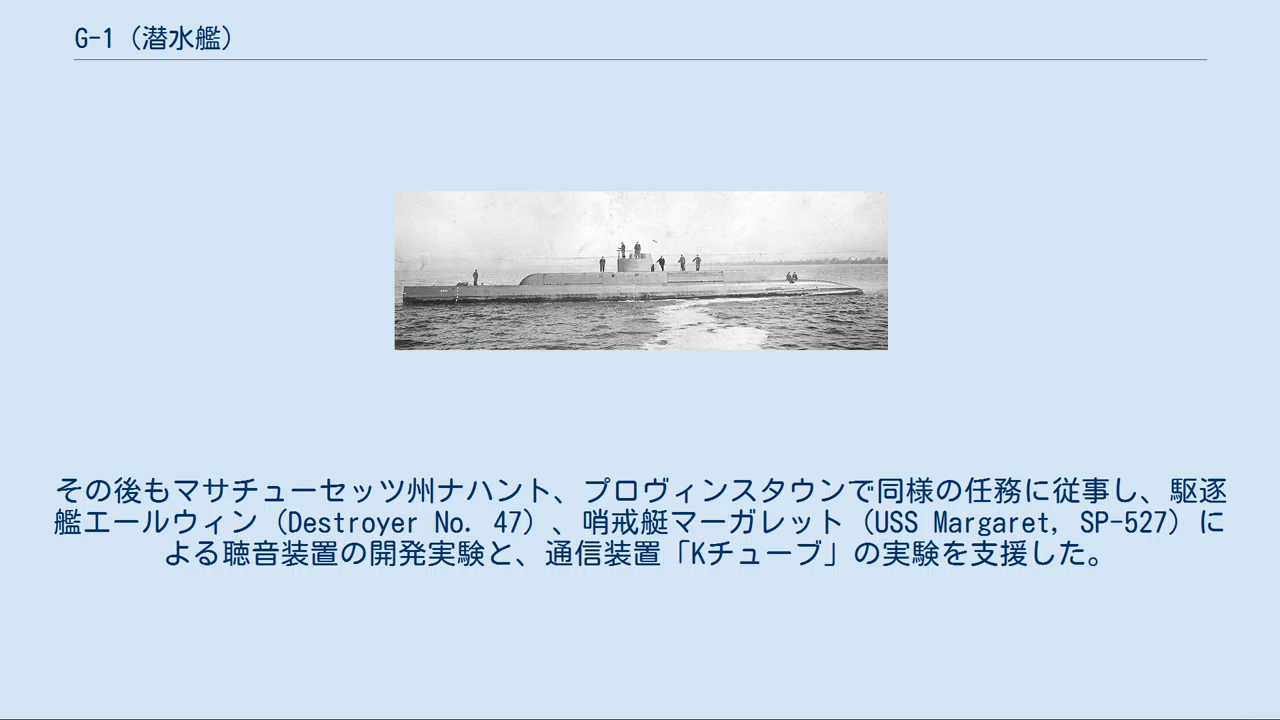 G-1（潜水艦）
その後もマサチューセッツ州ナハント、プロヴィンスタウンで同様の任務に従事し、駆逐
艦エールウィン（Destroyer No. 47）、哨戒艇マーガレット（USS Margaret, SP-527）に
よる聴音装置の開発実験と、通信装置「Kチューブ」の実験を支援した。